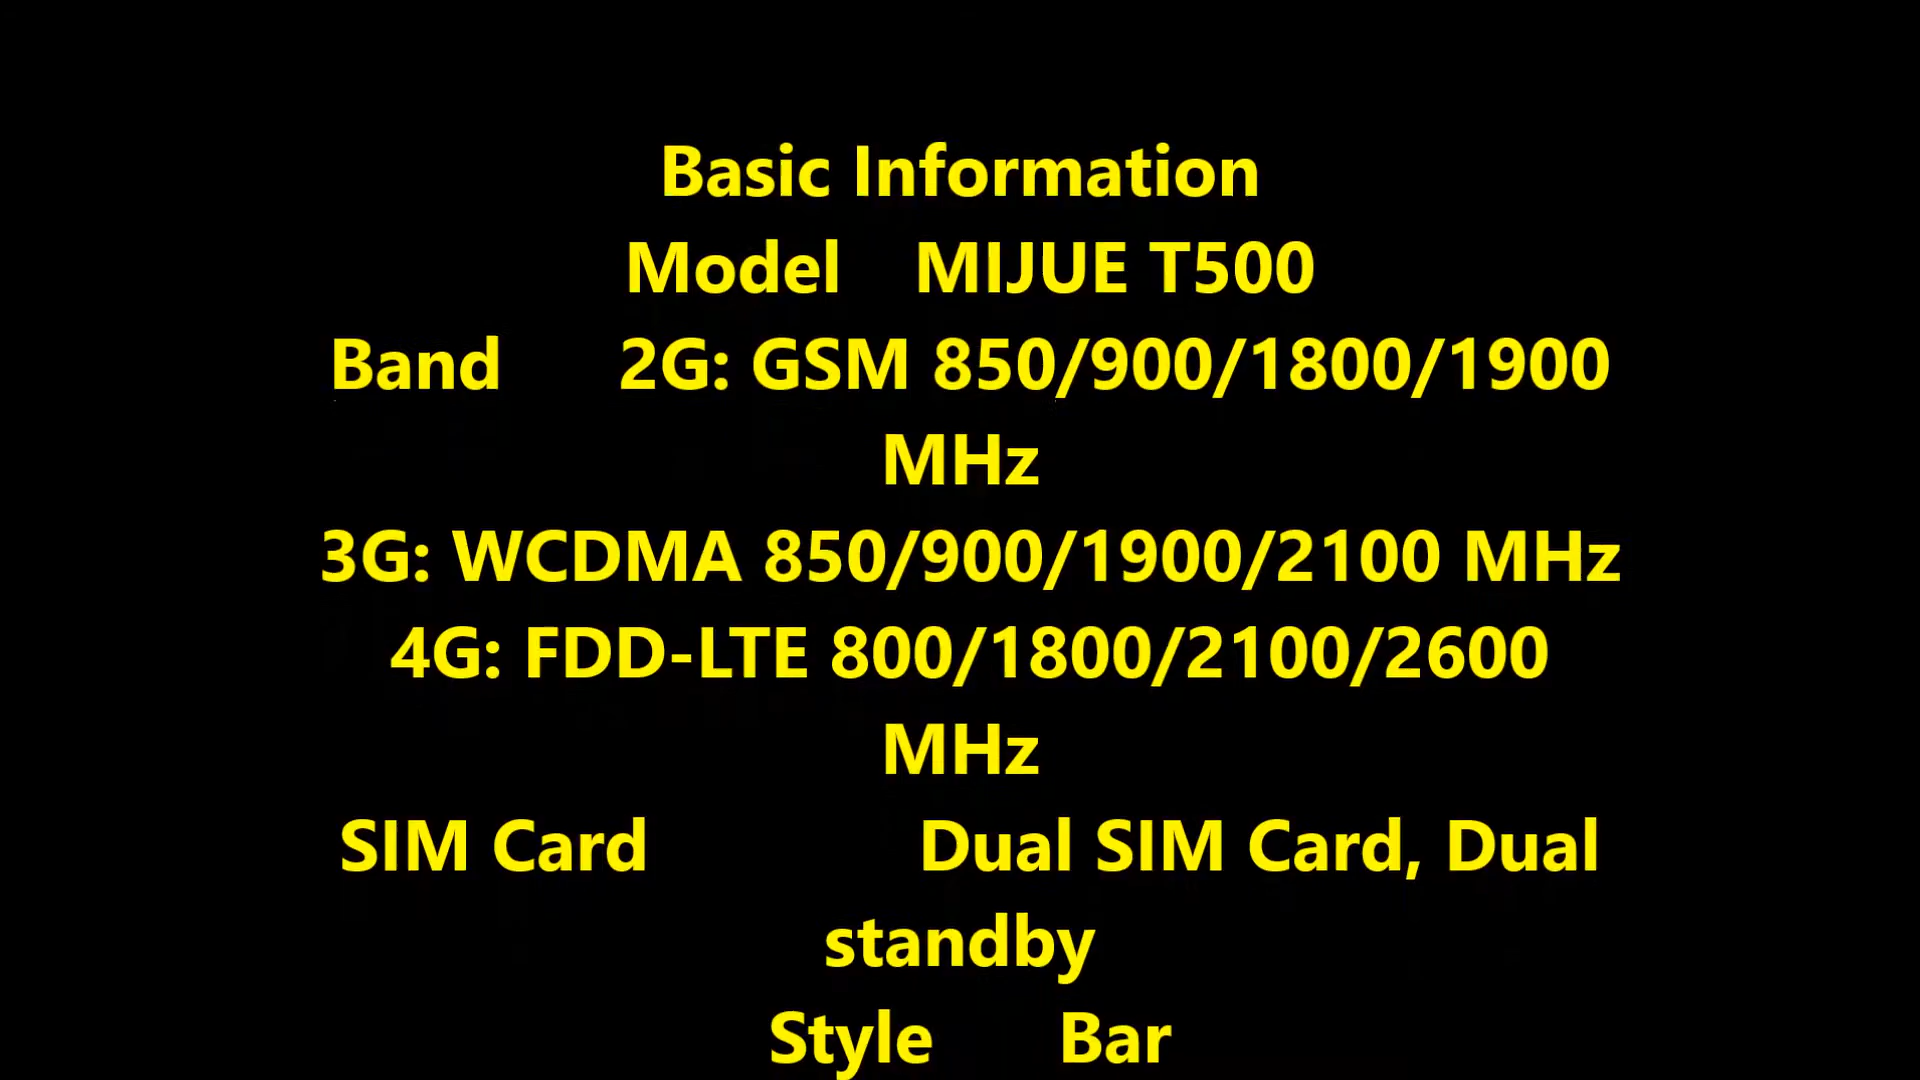 Basic Information
Model MIJUE T500
Band 2G: GSM 850/900/1800/1900
MHz
3G: WCDMA 850/900/1900/2100 MHz
4G: FDD-LTE 800/1800/2100/2600
MHz
SIM Card Dual SIM Card, Dual
standby
Style Bar